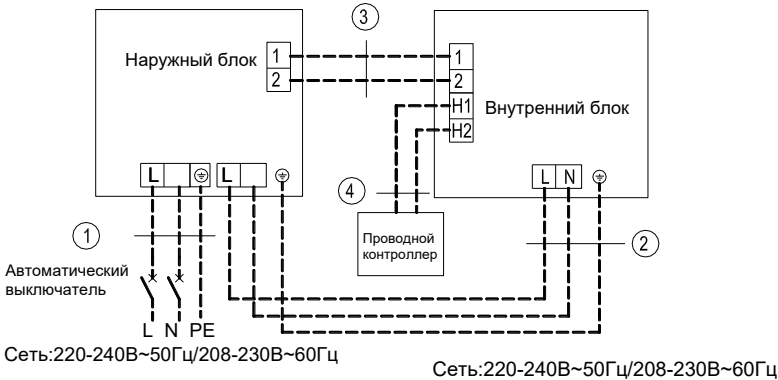 3
Наружный блок
1
2
1
2
H1
H2
Внутренний блок
L
L
L N
4
1
Проводной
контроллер
2
Автоматический
выключатель
L N PE
Сеть:220-240В~50Гц/208-230В~60Гц
Сеть:220-240В~50Гц/208-230В~60Гц